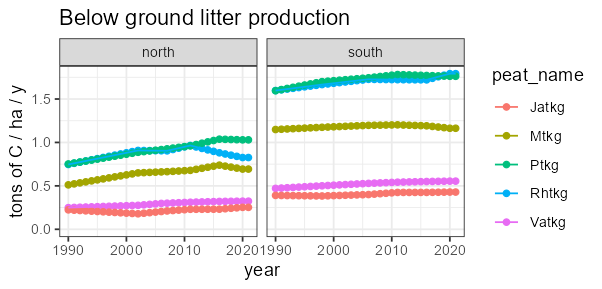 Below ground litter production
north
south
tons of C / ha / y
1.5
1.0
0.5
0.0
1990
2000
2010
2020
1990
2000
2010
2020
year
peat_name
Jatkg
Mtkg
Ptkg
Rhtkg
Vatkg